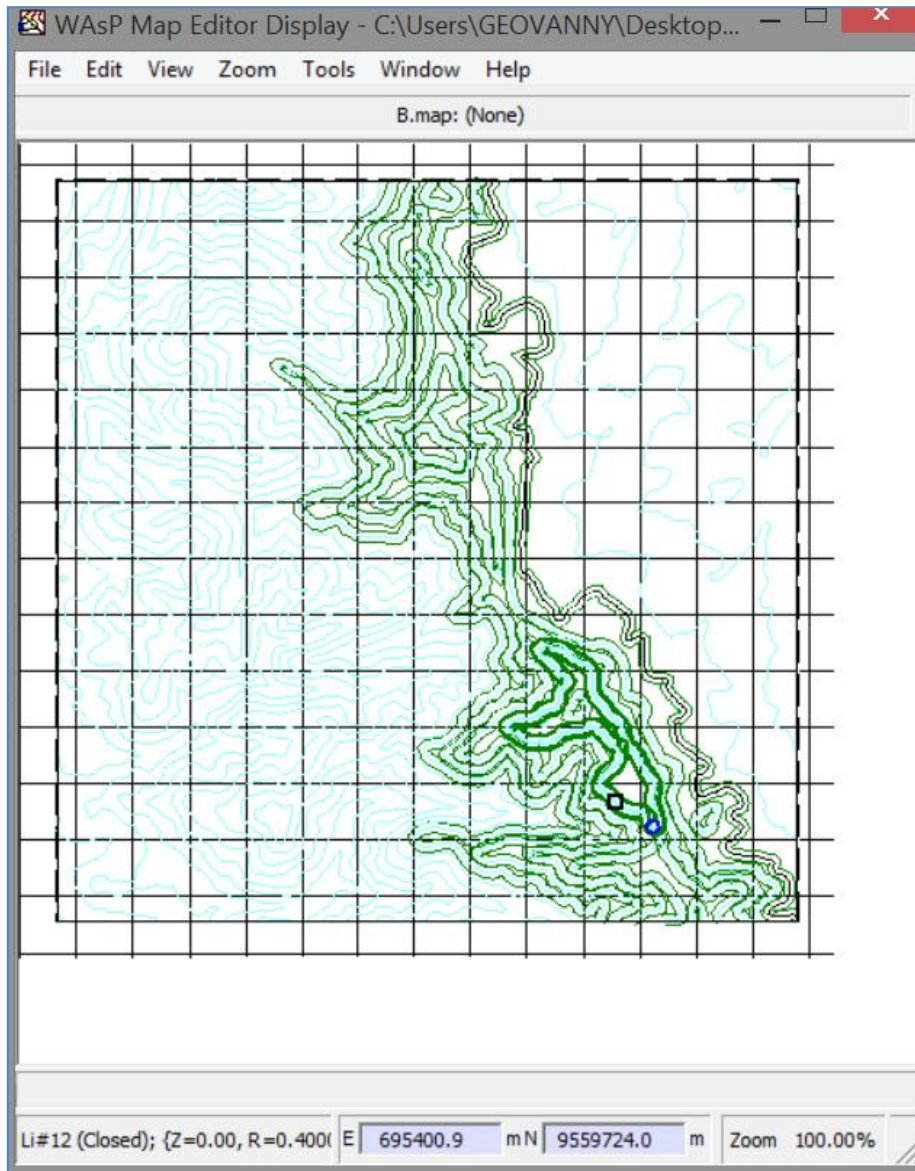 WAsP Map Editor Display - C:\Users\GEOVANNY\Desktop...
File Edit View Zoom Tools Window Help
B.map: (None)
Li#12 (Closed); {Z=0.00, R=0.400 E 695400.9 m N 9559724.0 m Zoom 100.00%